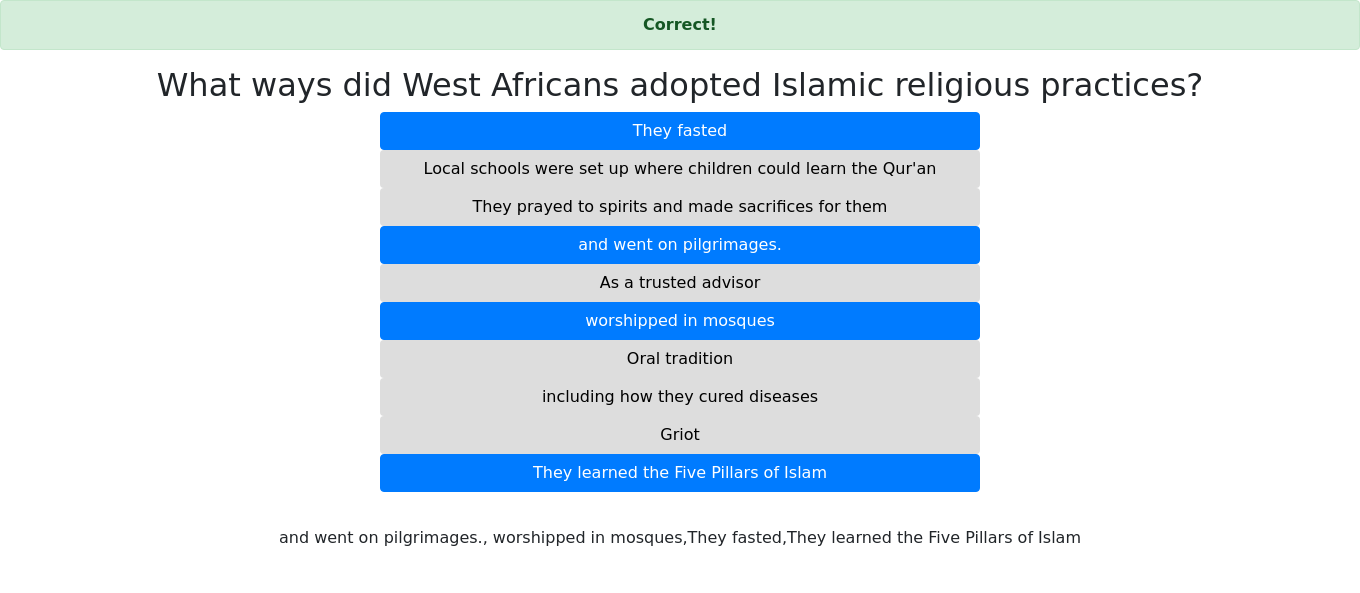 Correct!
What ways did West Africans adopted Islamic religious practices?
They fasted
Local schools were set up where children could learn the Qur'an
They prayed to spirits and made sacrifices for them
and went on pilgrimages.
As a trusted advisor
worshipped in mosques
Oral tradition
including how they cured diseases
Griot
They learned the Five Pillars of Islam
and went on pilgrimages., worshipped in mosques,They fasted,They learned the Five Pillars of Islam